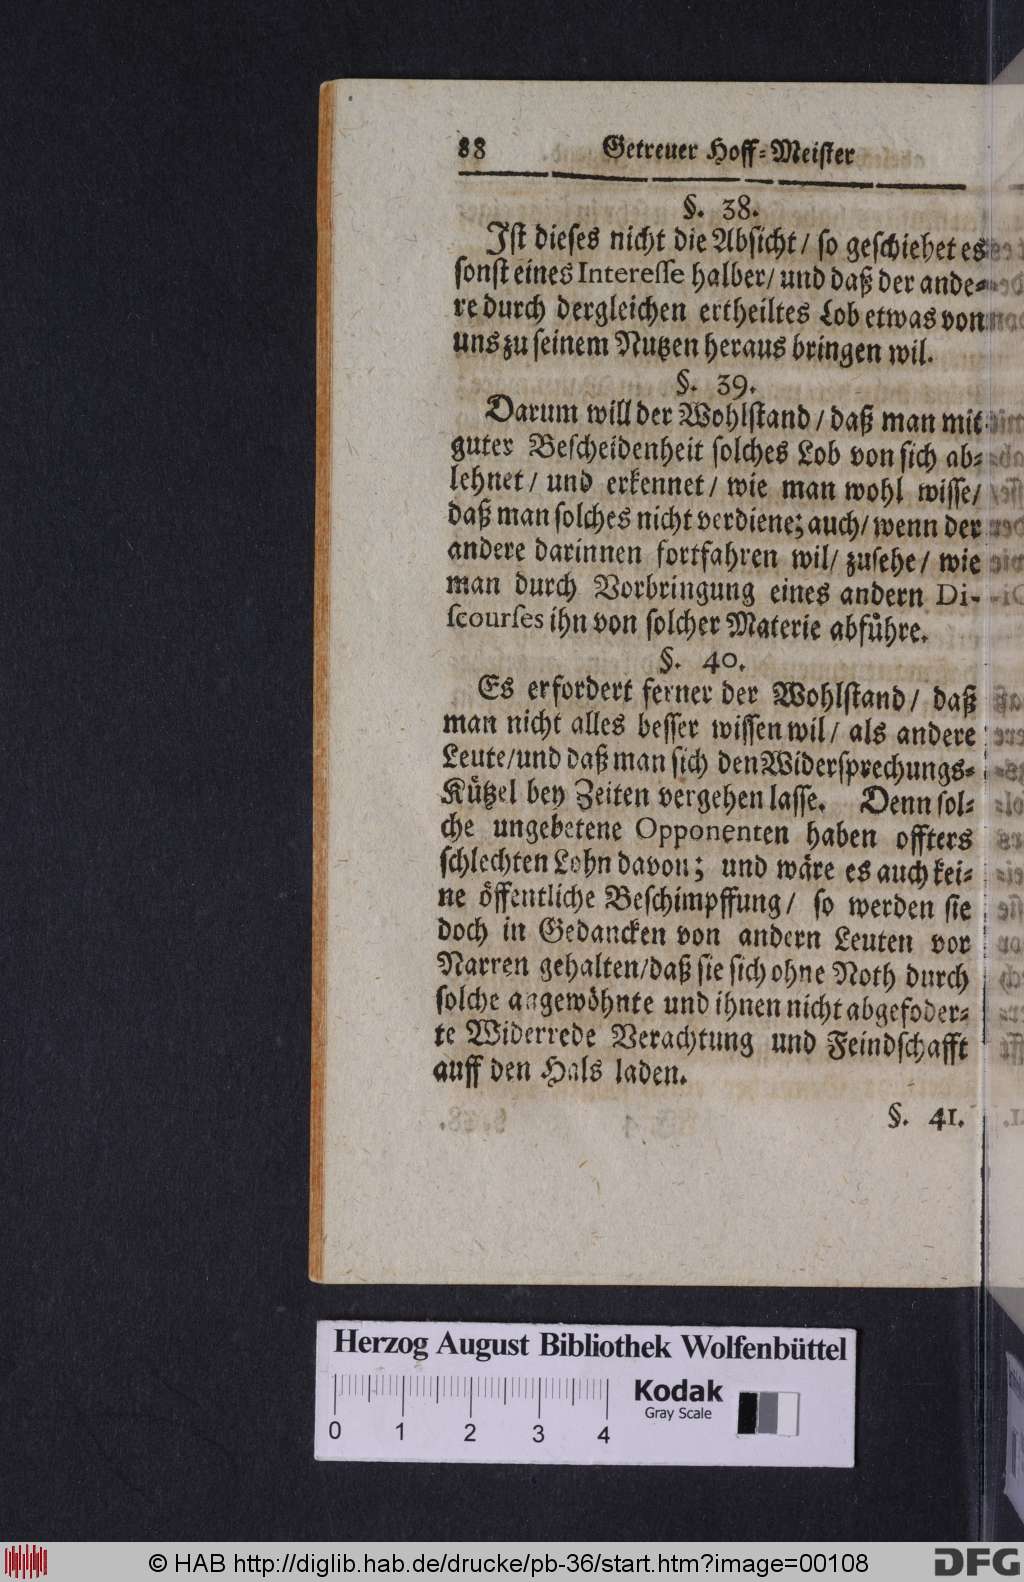 88 Getreuer Hoff-Meister
§. 38.
Ist dieses nicht die Absicht / so geschiehet es
sonst eines Interesse halber / und daß der ande-
re durch dergleichen ertheiltes Lob etwas von
uns zu seinem Nutzen heraus bringen wil.
§. 39.
Darum will der Wohlstand / daß man mit
guter Bescheidenheit solches Lob von sich ab-
lehnet / und erkennet / wie man wohl wisse /
daß man solches nicht verdiene; auch / wenn der
andere darinnen fortfahren wil / zusehe / wie
man durch Vorbringung eines andern Di-
scourses ihn von solcher Materie abführe.
§. 40.
Es erfordert ferner der Wohlstand / daß
man nicht alles besser wissen wil / als andere
Leute / und daß man sich den Widersprechungs-
Kützel bey Zeiten vergehen lasse. Denn sol-
che ungebetene Opponenten haben offters
schlechten Lohn davon; und wäre es auch kei-
ne öffentliche Beschimpffung / so werden sie
doch in Gedancken von andern Leuten vor
Narren gehalten / daß sie sich ohne Noth durch
solche angewöhnte und ihnen nicht abgefoder-
te Widerrede Verachtung und Feindschafft
auff den Hals laden.
§. 41.
Herzog August Bibliothek Wolfenbüttel
0 1 2 3 4
Kodak
Gray Scale
© HAB http://diglib.hab.de/drucke/pb-36/start.htm?image=00108
DFG